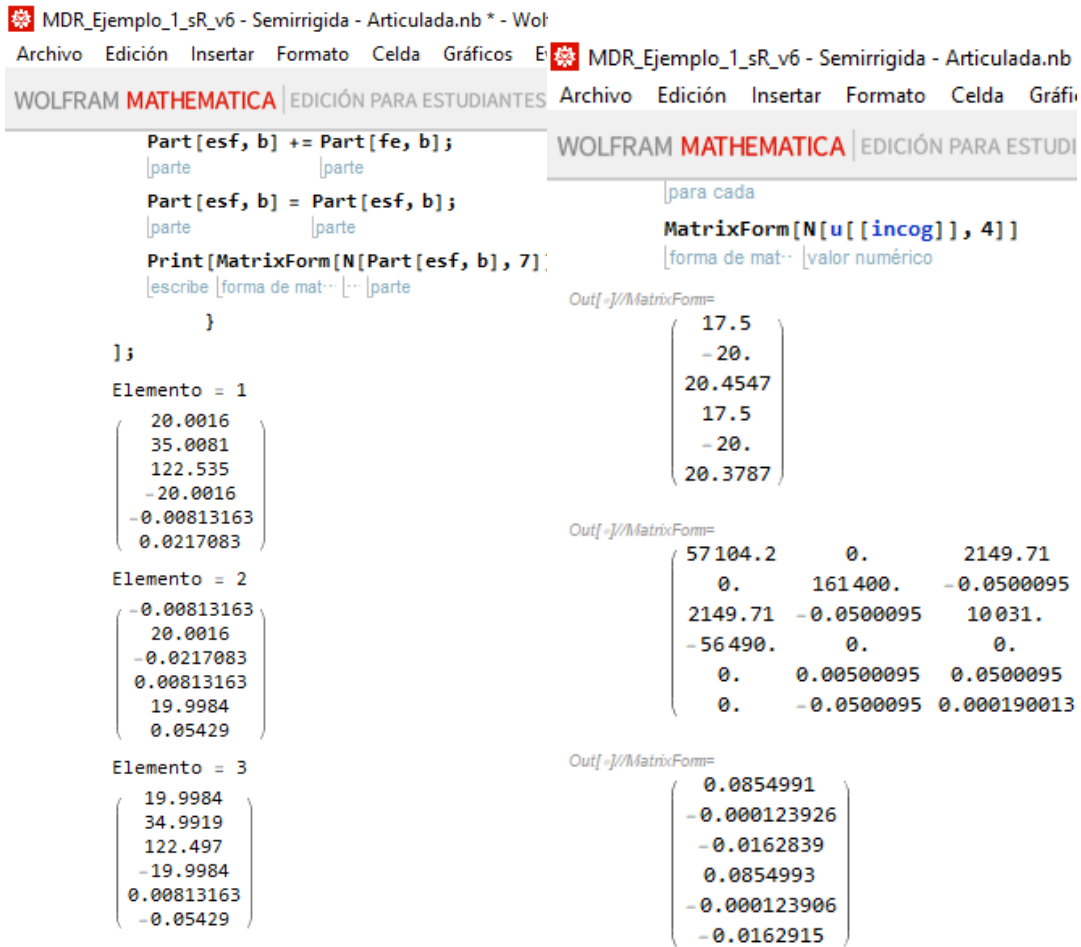 MDR_Ejemplo_1_sR_v6 - Semirrigida - Articulada.nb * - Wol
Archivo Edición Insertar Formato Celda Gráficos E
WOLFRAM MATHEMATICA EDICIÓN PARA ESTUDIANTES
Part[esf, b] += Part[fe, b];
parte parte
Part[esf, b] = Part[esf, b];
parte parte
Print[MatrixForm[N[Part[esf, b], 7]]
escribe forma de mat··· ··· parte
}
];
Elemento = 1
20.0016
35.0081
122.535
-20.0016
-0.00813163
0.0217083
Elemento = 2
-0.00813163
20.0016
-0.0217083
0.00813163
19.9984
0.05429
Elemento = 3
19.9984
34.9919
122.497
-19.9984
0.00813163
-0.05429
MDR_Ejemplo_1_sR_v6 - Semirrigida - Articulada.nb
Archivo Edición Insertar Formato Celda Gráfi
WOLFRAM MATHEMATICA EDICIÓN PARA ESTUDI
para cada
MatrixForm[N[u[[incog]], 4]]
forma de mat·· valor numérico
Out[]//MatrixForm=
17.5
-20.
20.4547
17.5
-20.
20.3787
Out[]//MatrixForm=
57104.2 0. 2149.71
0. 161400. -0.0500095
2149.71 -0.0500095 10031.
-56490. 0. 0.
0. 0.00500095 0.0500095
0. -0.0500095 0.000190013
Out[]//MatrixForm=
0.0854991
-0.000123926
-0.0162839
0.0854993
-0.000123906
-0.0162915